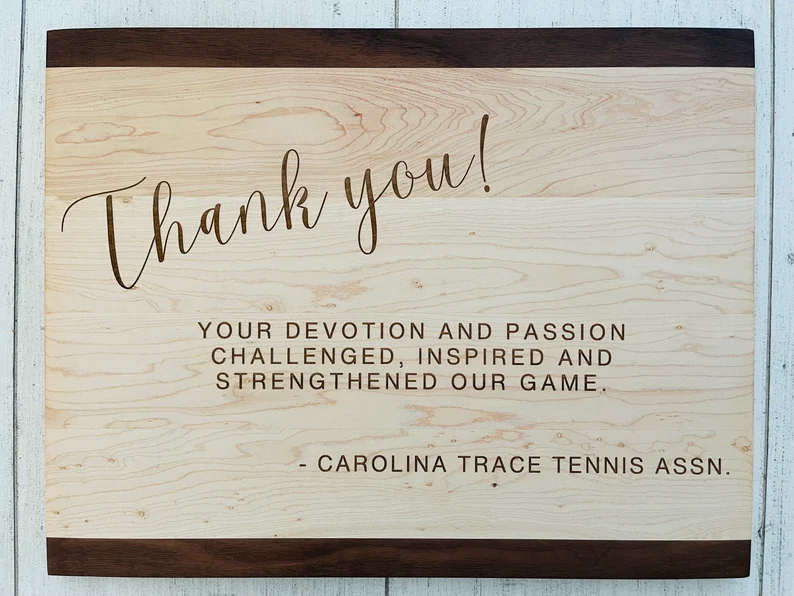 Thank you!
YOUR DEVOTION AND PASSION
CHALLENGED, INSPIRED AND
STRENGTHENED OUR GAME.
- CAROLINA TRACE TENNIS ASSN.